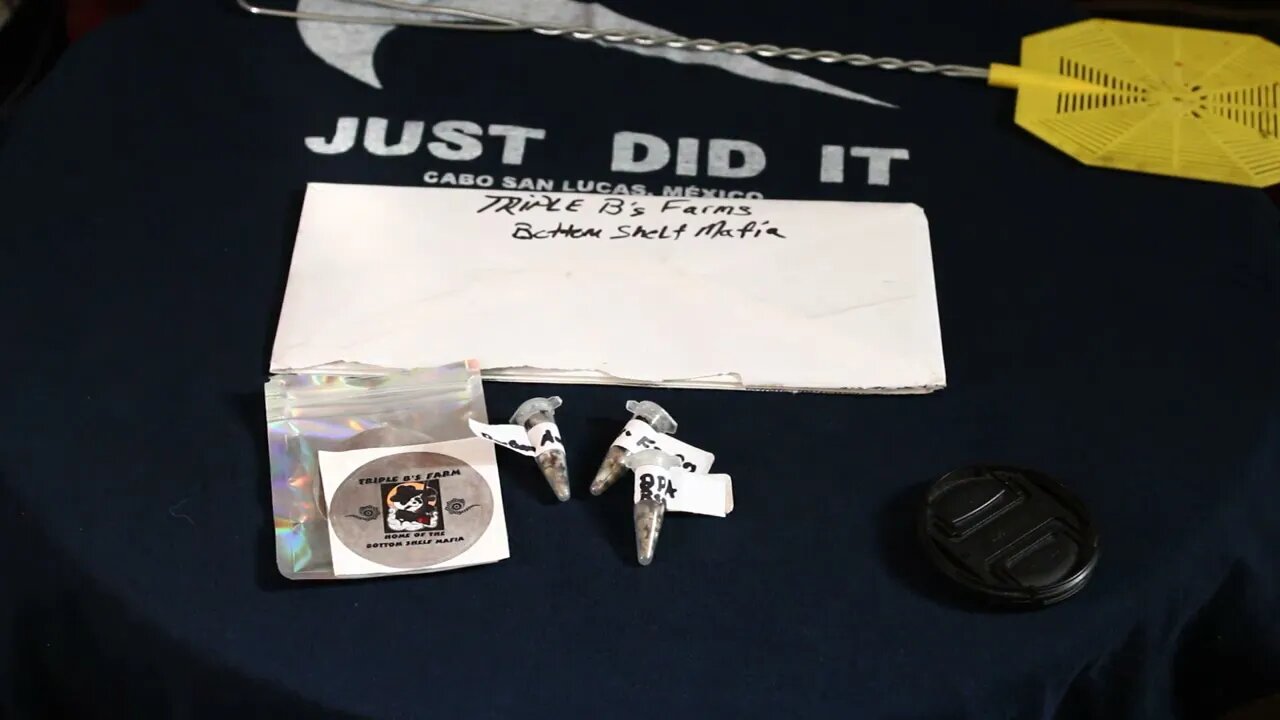 JUST DID IT
CABO SAN LUCAS, MÉXICO
TRIPLE B's Farms
Bottom Shelf Mafia
TRIPLE B'S FARM
HOME OF THE
BOTTOM SHELF MAFIA